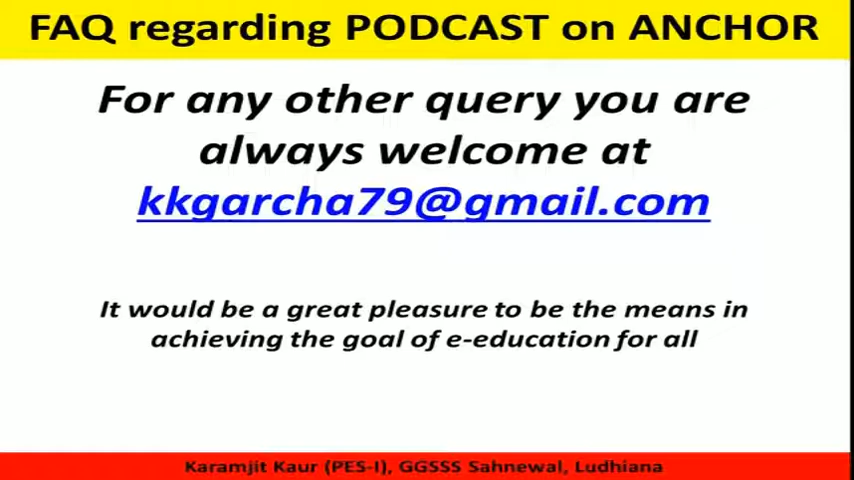 FAQ regarding PODCAST on ANCHOR
For any other query you are
always welcome at
kkgarcha79@gmail.com
It would be a great pleasure to be the means in
achieving the goal of e-education for all
Karamjit Kaur (PES-I), GGSSS Sahnewal, Ludhiana